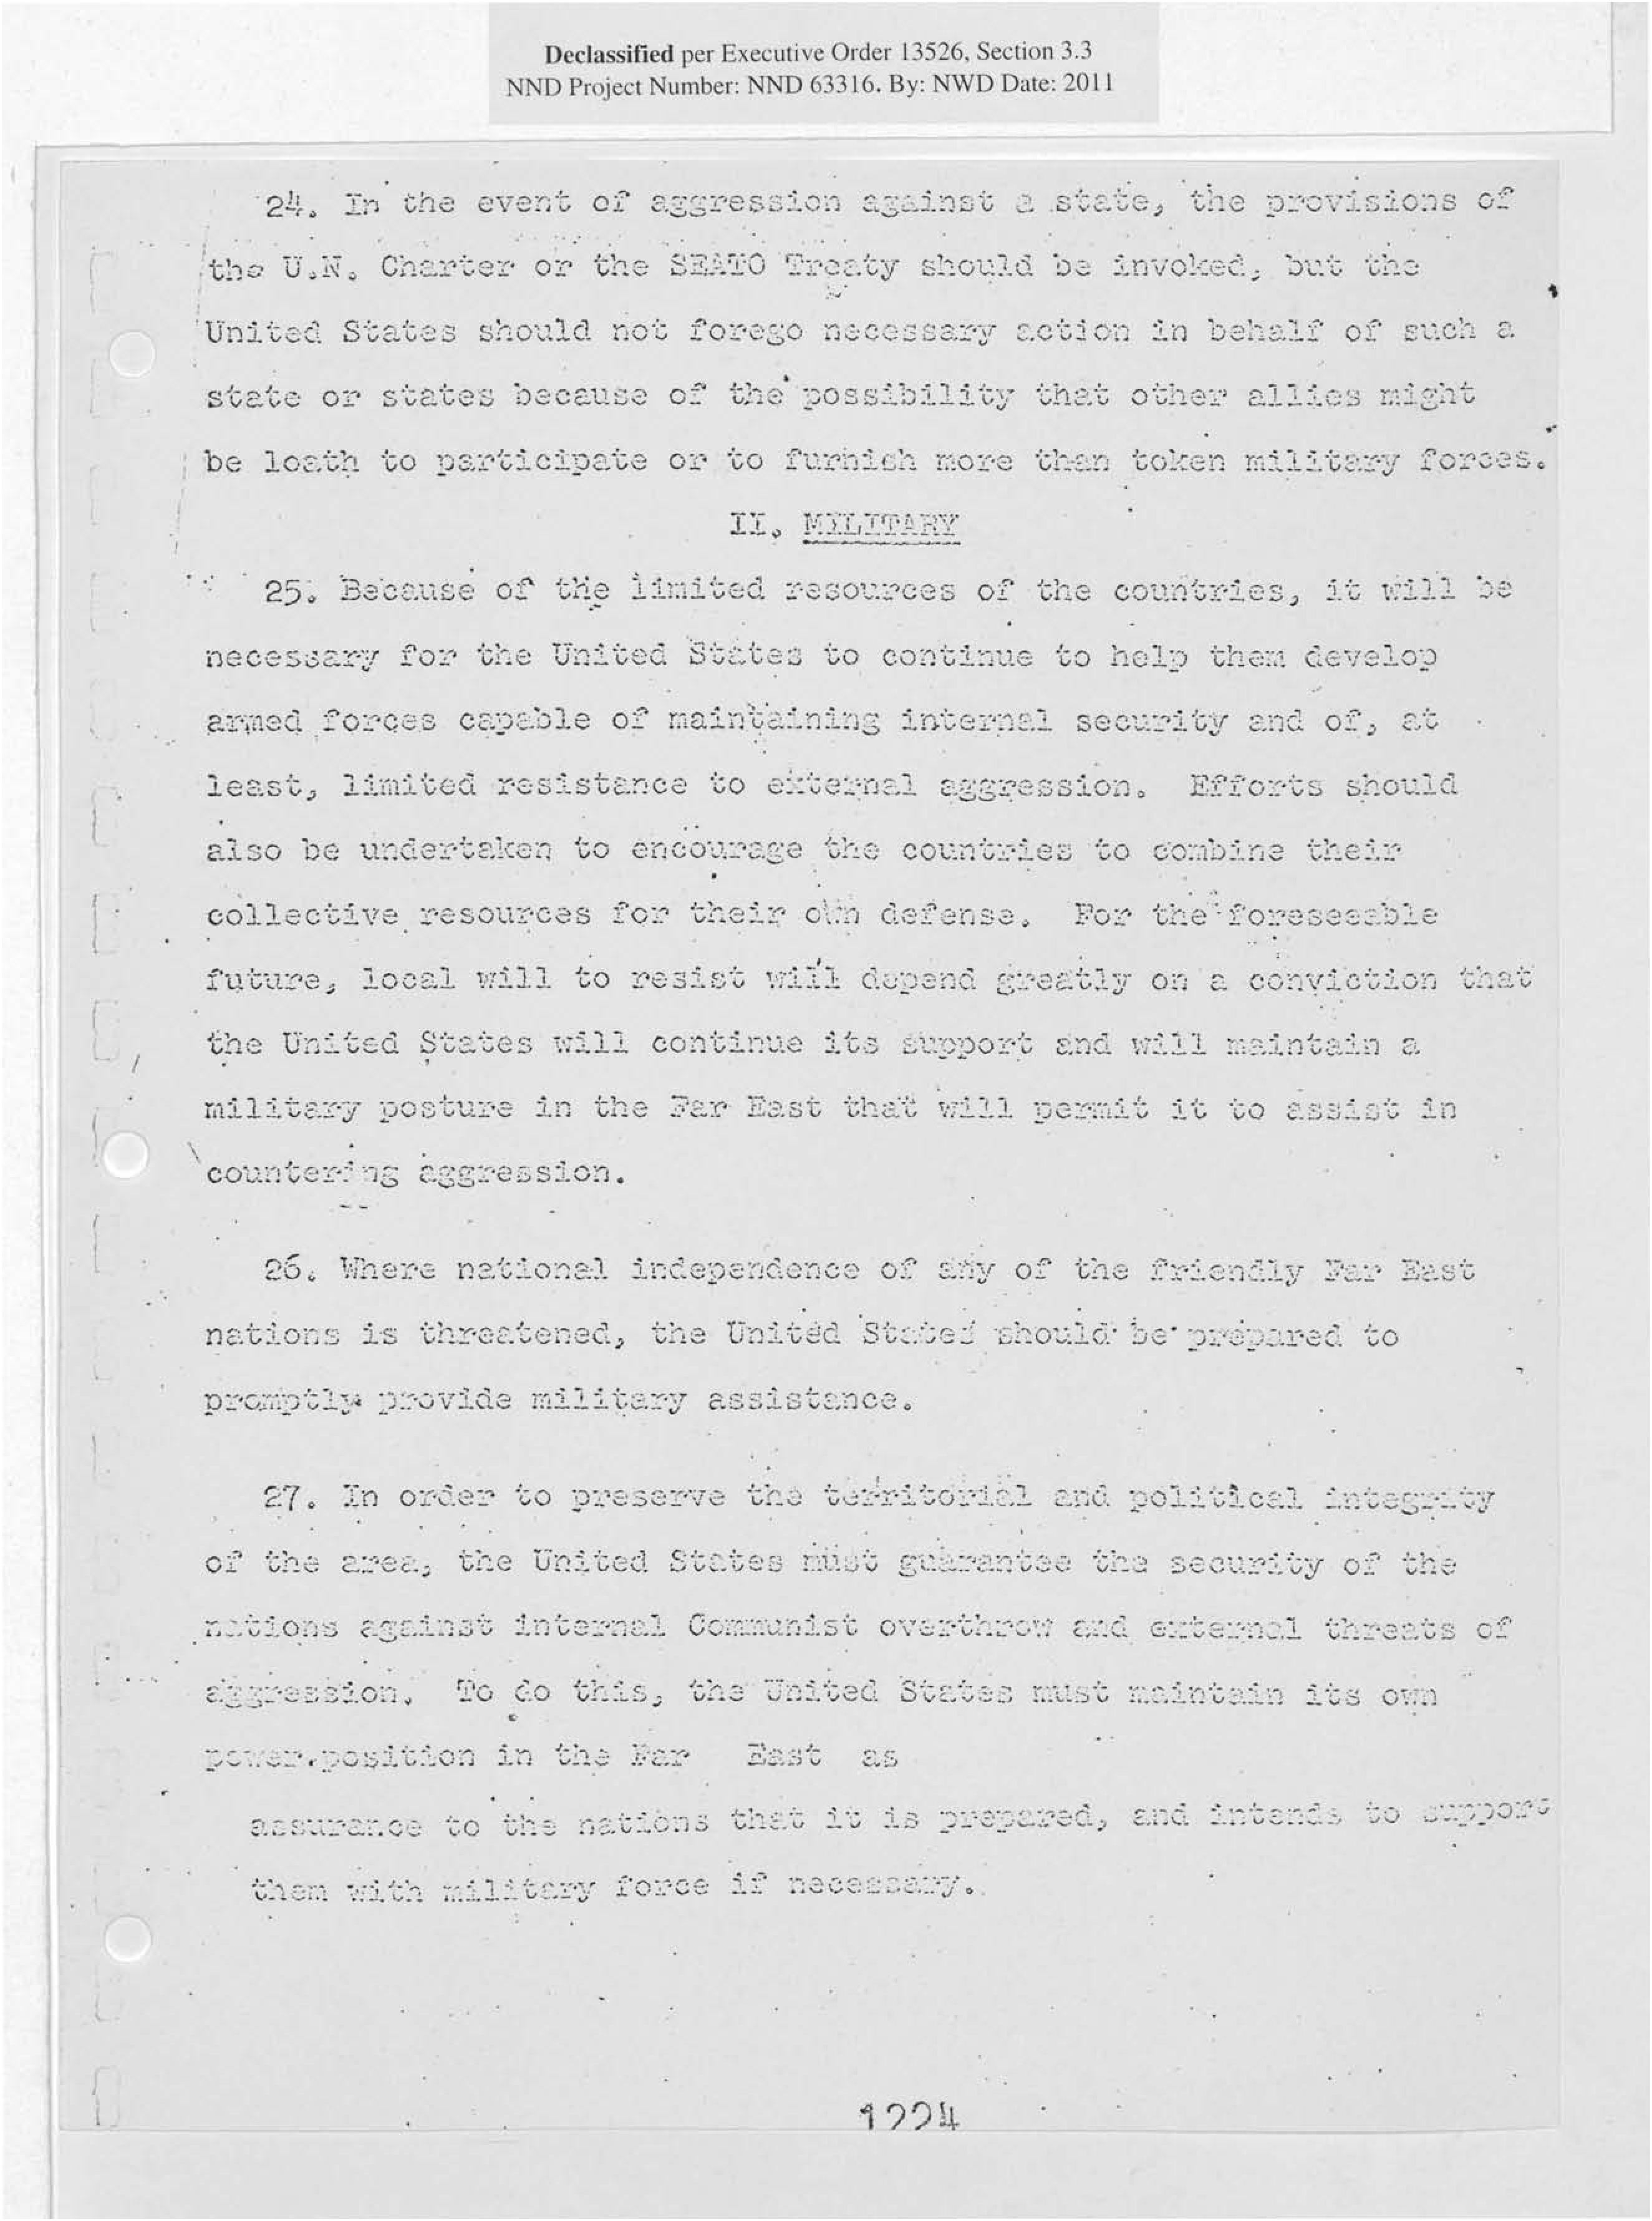 Declassified per Executive Order 13526, Section 3.3
NND Project Number: NND 63316. By: NWD Date: 2011
24. In the event of aggression against a state, the provisions of
the U.N. Charter or the SEATO Treaty should be invoked, but the
United States should not forego necessary action in behalf of such a
state or states because of the possibility that other allies might
be loath to participate or to furnish more than token military forces.
II. MILITARY
25. Because of the limited resources of the countries, it will be
necessary for the United States to continue to help them develop
armed forces capable of maintaining internal security and of, at
least, limited resistance to external aggression. Efforts should
also be undertaken to encourage the countries to combine their
collective resources for their own defense. For the foreseeable
future, local will to resist will depend greatly on a conviction that
the United States will continue its support and will maintain a
military posture in the Far East that will permit it to assist in
countering aggression.
26. Where national independence of any of the friendly Far East
nations is threatened, the United States should be prepared to
promptly provide military assistance.
27. In order to preserve the territorial and political integrity
of the area, the United States must guarantee the security of the
nations against internal Communist overthrow and external threats of
aggression. To do this, the United States must maintain its own
power position in the Far East as
assurance to the nations that it is prepared, and intends to support
them with military force if necessary.
1224